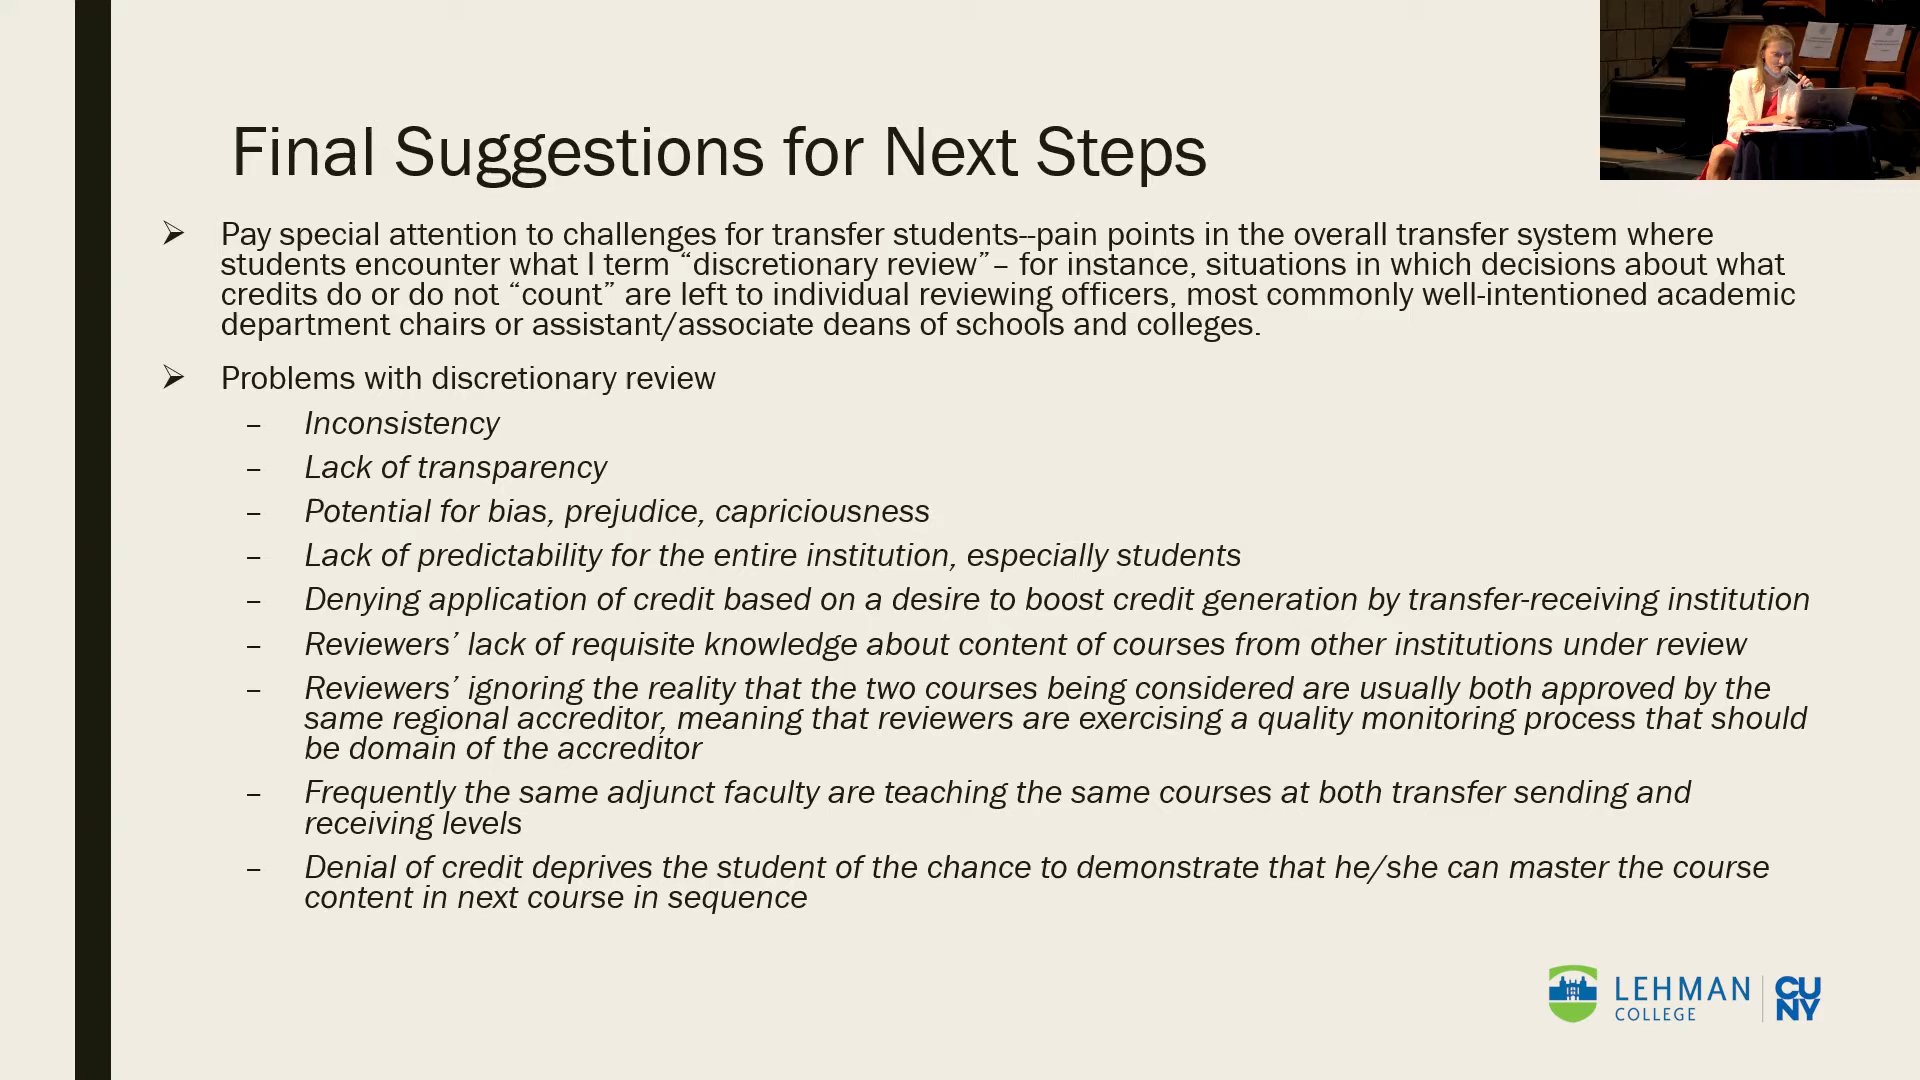 Final Suggestions for Next Steps
➢ Pay special attention to challenges for transfer students--pain points in the overall transfer system where
students encounter what I term “discretionary review”– for instance, situations in which decisions about what
credits do or do not “count” are left to individual reviewing officers, most commonly well-intentioned academic
department chairs or assistant/associate deans of schools and colleges.
➢ Problems with discretionary review
– Inconsistency
– Lack of transparency
– Potential for bias, prejudice, capriciousness
– Lack of predictability for the entire institution, especially students
– Denying application of credit based on a desire to boost credit generation by transfer-receiving institution
– Reviewers’ lack of requisite knowledge about content of courses from other institutions under review
– Reviewers’ ignoring the reality that the two courses being considered are usually both approved by the
same regional accreditor, meaning that reviewers are exercising a quality monitoring process that should
be domain of the accreditor
– Frequently the same adjunct faculty are teaching the same courses at both transfer sending and
receiving levels
– Denial of credit deprives the student of the chance to demonstrate that he/she can master the course
content in next course in sequence
LEHMAN
COLLEGE
CU
NY